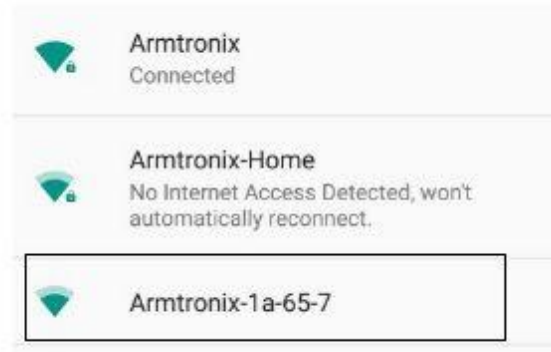 Armtronix
Connected
Armtronix-Home
No Internet Access Detected, won't
automatically reconnect.
Armtronix-1a-65-7